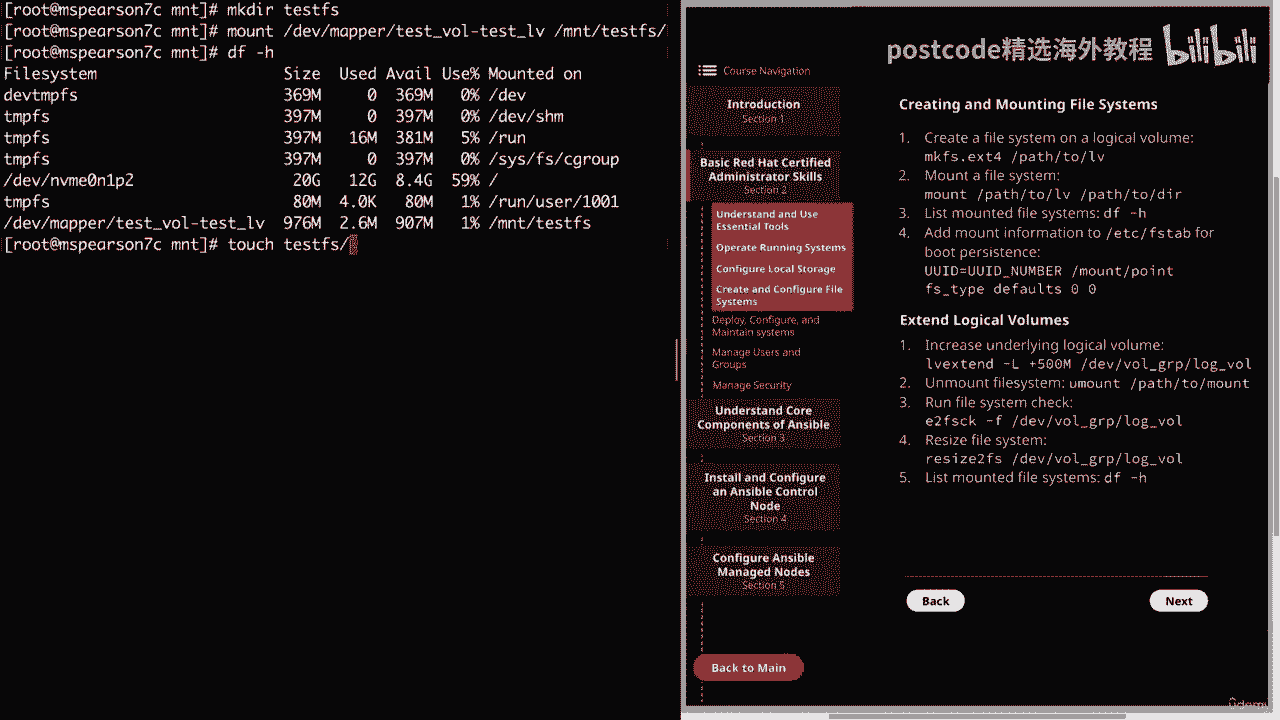 [root@mspearson7c mnt]# mkdir testfs
[root@mspearson7c mnt]# mount /dev/mapper/test_vol-test_lv /mnt/testfs/
[root@mspearson7c mnt]# df -h
Filesystem Size Used Avail Use% Mounted on
devtmpfs 369M 0 369M 0% /dev
tmpfs 397M 0 397M 0% /dev/shm
tmpfs 397M 16M 381M 5% /run
tmpfs 397M 0 397M 0% /sys/fs/cgroup
/dev/nvme0n1p2 20G 12G 8.4G 59% /
tmpfs 80M 4.0K 80M 1% /run/user/1001
/dev/mapper/test_vol-test_lv 976M 2.6M 907M 1% /mnt/testfs
[root@mspearson7c mnt]# touch testfs/
postcode精选海外教程 bilibili
Course Navigation
Introduction
Section 1
Basic Red Hat Certified
Administrator Skills
Section 2
Understand and Use
Essential Tools
Operate Running Systems
Configure Local Storage
Create and Configure File
Systems
Deploy, Configure, and
Maintain systems
Manage Users and
Groups
Manage Security
Understand Core
Components of Ansible
Section 3
Install and Configure
an Ansible Control
Node
Section 4
Configure Ansible
Managed Nodes
Section 5
Back to Main
Creating and Mounting File Systems
1. Create a file system on a logical volume:
mkfs.ext4 /path/to/lv
2. Mount a file system:
mount /path/to/lv /path/to/dir
3. List mounted file systems: df -h
4. Add mount information to /etc/fstab for
boot persistence:
UUID=UUID_NUMBER /mount/point
fs_type defaults 0 0
Extend Logical Volumes
1. Increase underlying logical volume:
lvextend -L +500M /dev/vol_grp/log_vol
2. Unmount filesystem: umount /path/to/mount
3. Run file system check:
e2fsck -f /dev/vol_grp/log_vol
4. Resize file system:
resize2fs /dev/vol_grp/log_vol
5. List mounted file systems: df -h
Back
Next
ûdemy